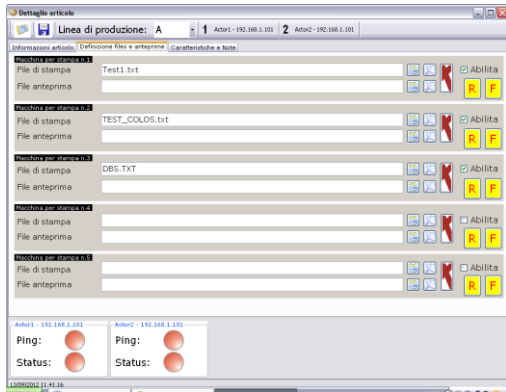 Dettaglio articolo
Linea di produzione: A 1 Actor1 - 192.168.1.101 2 Actor2 - 192.168.1.101
Informazioni articolo Definizione files e anteprime Caratteristiche e Note
Macchina per stampa n.1
File di stampa Test1.txt Abilita
File anteprima R F
Macchina per stampa n.2
File di stampa TEST_COLOS.txt Abilita
File anteprima R F
Macchina per stampa n.3
File di stampa DBS.TXT Abilita
File anteprima R F
Macchina per stampa n.4
File di stampa Abilita
File anteprima R F
Macchina per stampa n.5
File di stampa Abilita
File anteprima R F
Actor1 - 192.168.1.101 Actor2 - 192.168.1.101
Ping: Ping:
Status: Status:
13/09/2012 11.41.16